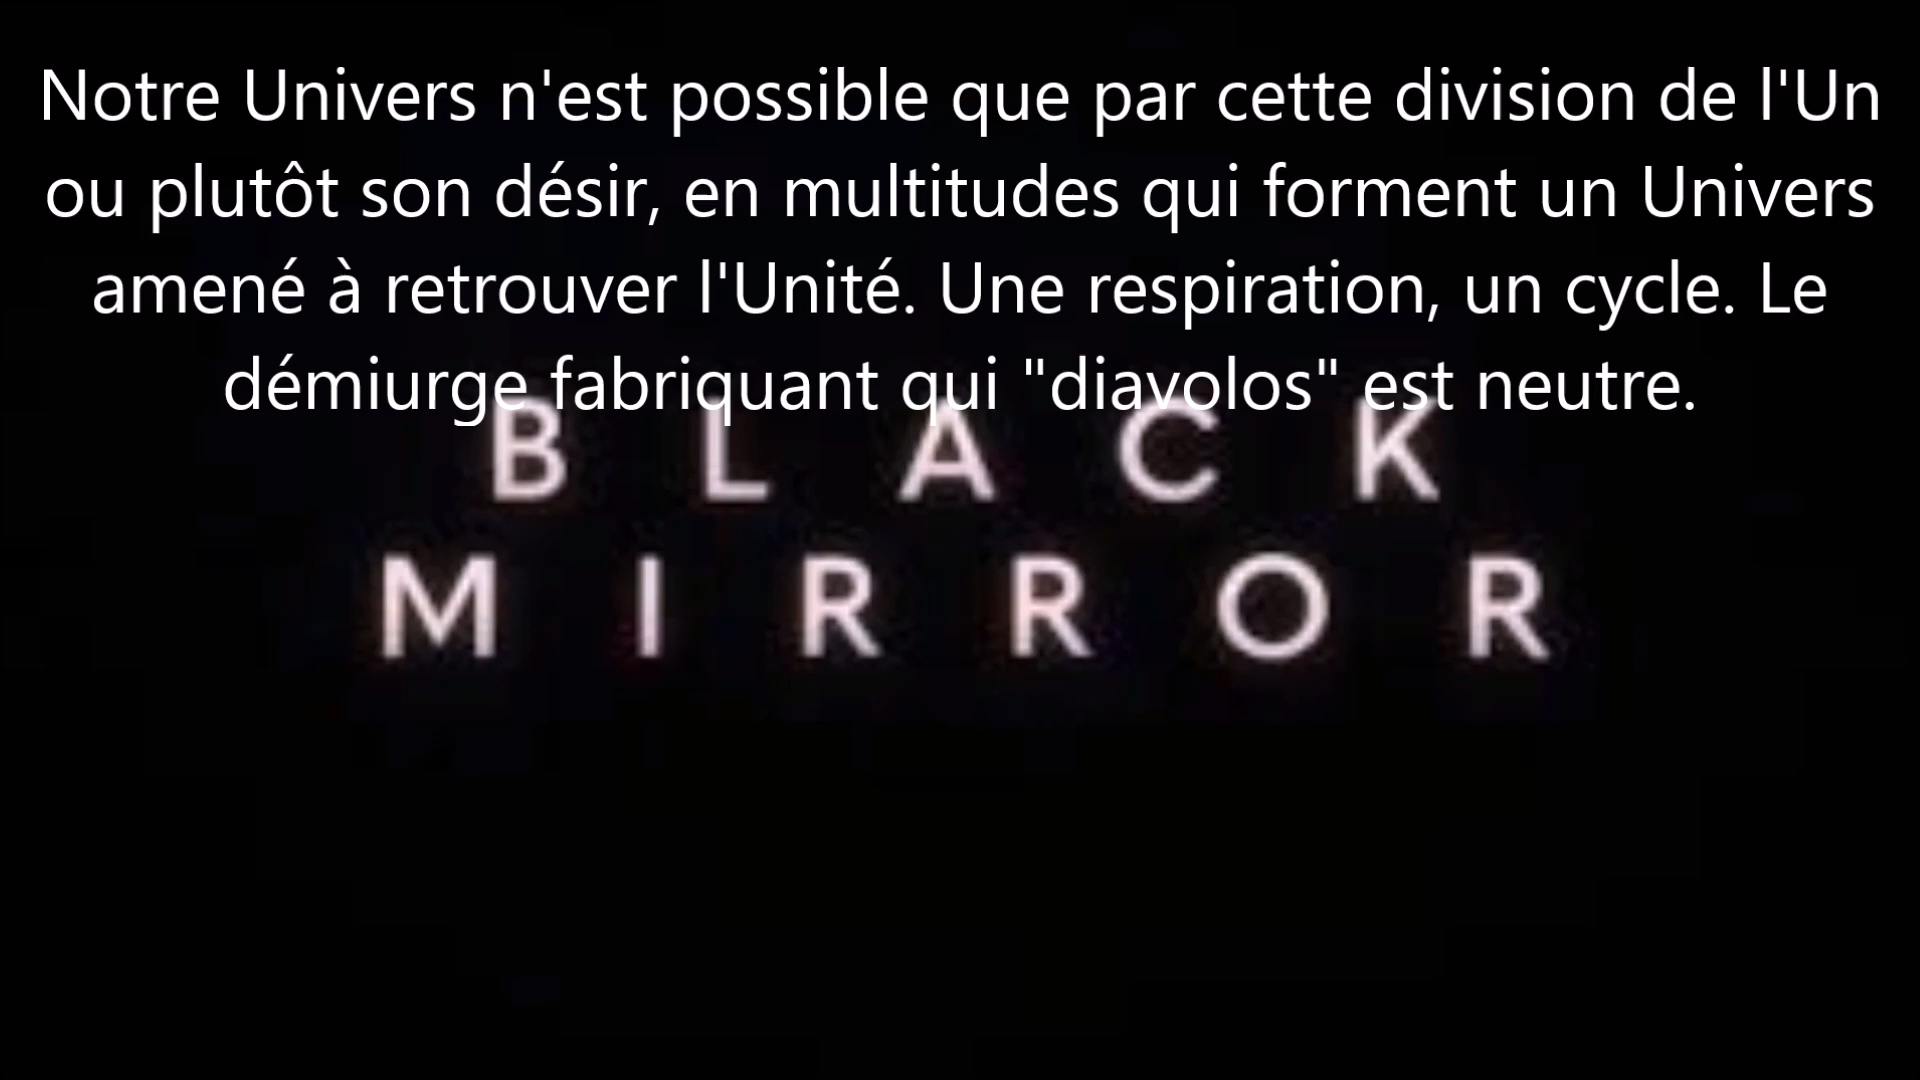 Notre Univers n'est possible que par cette division de l'Un
ou plutôt son désir, en multitudes qui forment un Univers
amené à retrouver l'Unité. Une respiration, un cycle. Le
démiurge fabriquant qui "diavolos" est neutre.
BLACK
MIRROR